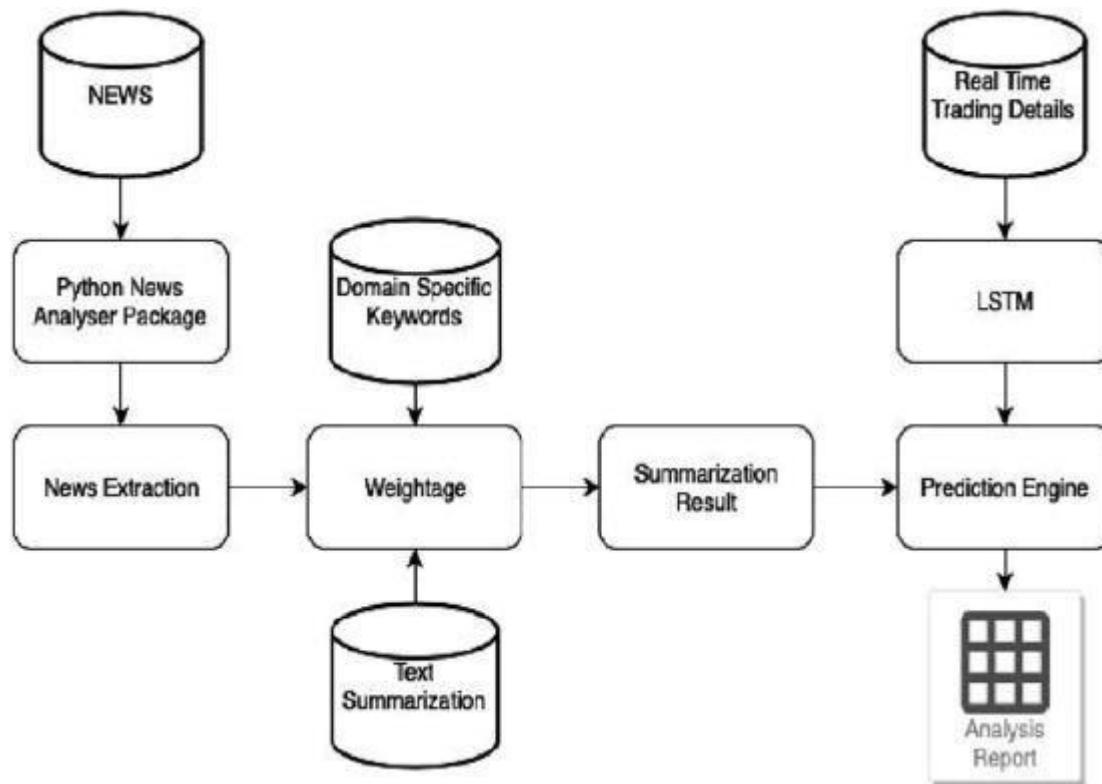 NEWS
Real Time
Trading Details
Python News
Analyser Package
Domain Specific
Keywords
LSTM
News Extraction
Weightage
Summarization
Result
Prediction Engine
Text
Summarization
Analysis
Report